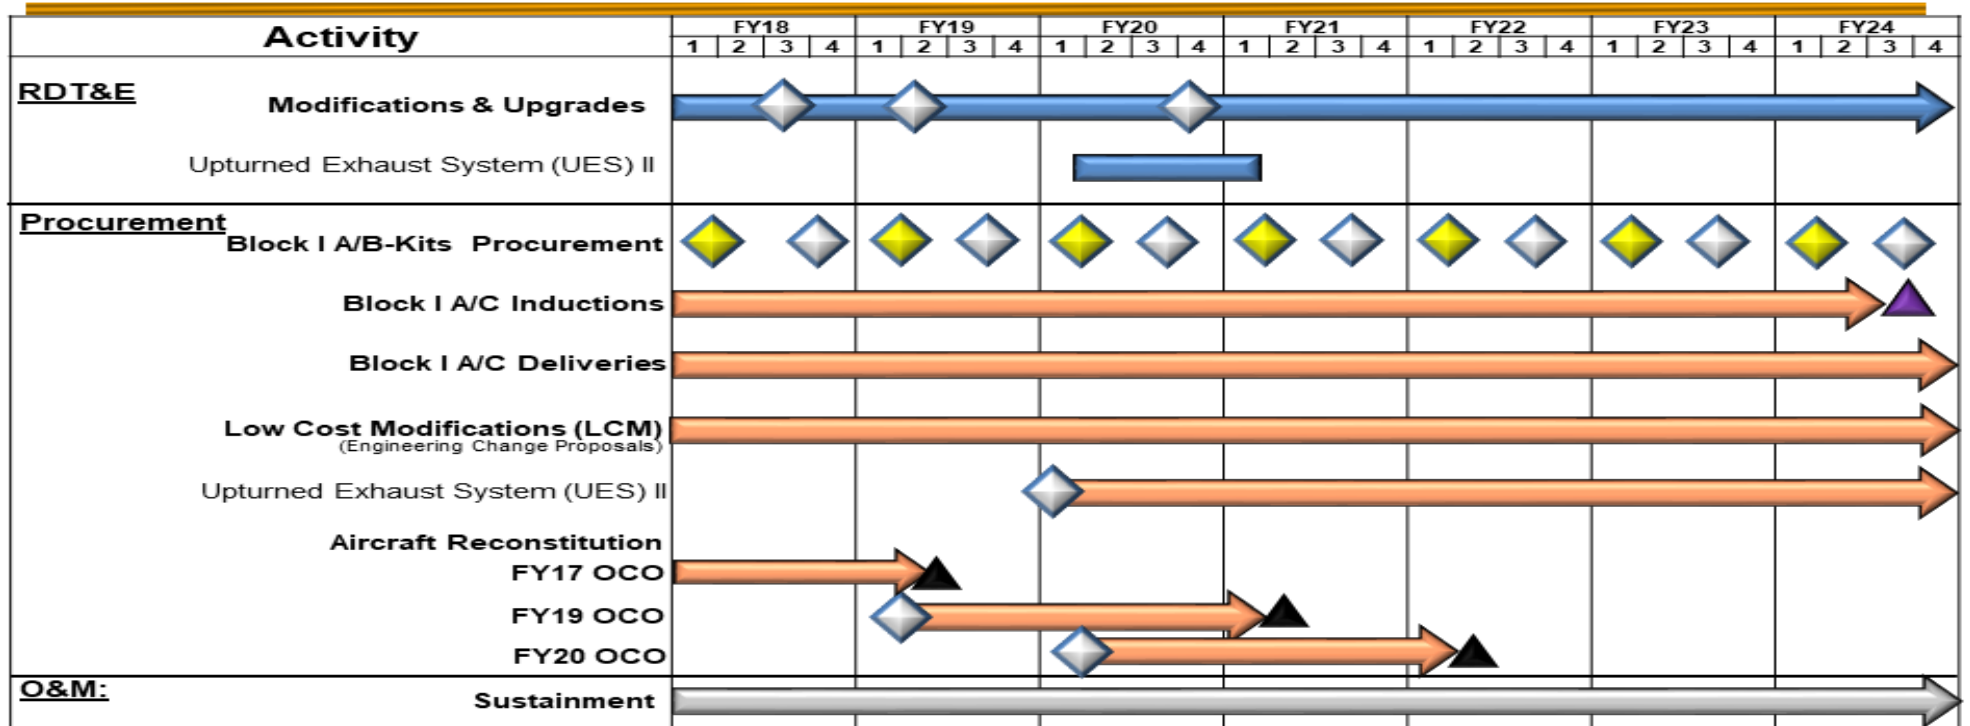 Activity
FY18 FY19 FY20 FY21 FY22 FY23 FY24
1 2 3 4 1 2 3 4 1 2 3 4 1 2 3 4 1 2 3 4 1 2 3 4 1 2 3 4
RDT&E
Modifications & Upgrades
Upturned Exhaust System (UES) II
Procurement
Block I A/B-Kits Procurement
Block I A/C Inductions
Block I A/C Deliveries
Low Cost Modifications (LCM)
(Engineering Change Proposals)
Upturned Exhaust System (UES) II
Aircraft Reconstitution
FY17 OCO
FY19 OCO
FY20 OCO
O&M:
Sustainment